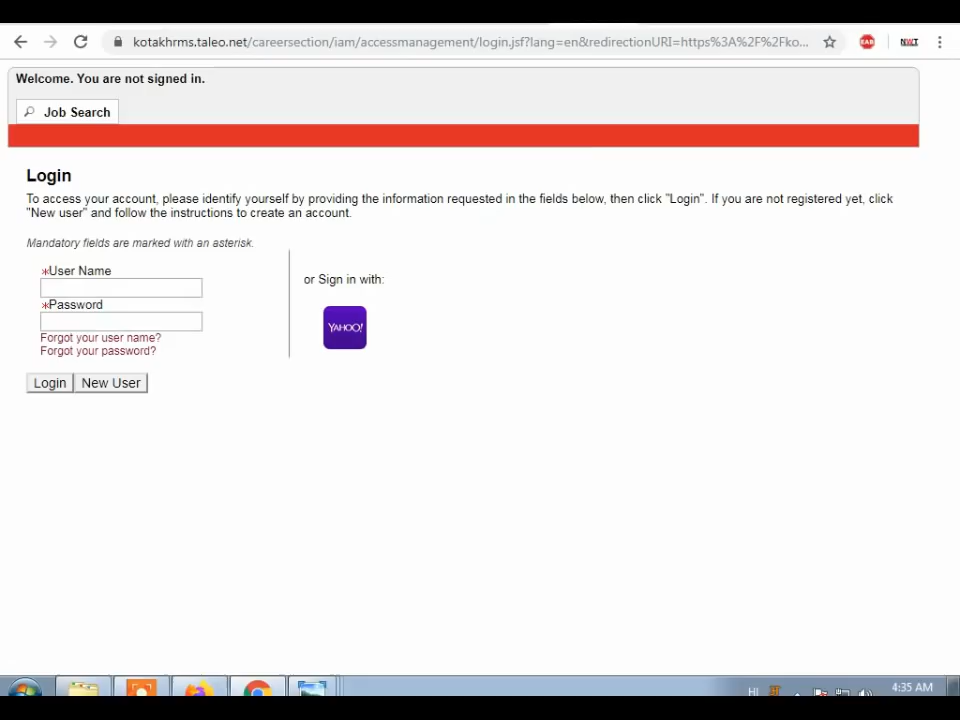 kotakhrms.taleo.net/careersection/iam/accessmanagement/login.jsf?lang=en&redirectionURI=https%3A%2F%2Fko...
EAB
NWT
Welcome. You are not signed in.
Job Search
Login
To access your account, please identify yourself by providing the information requested in the fields below, then click "Login". If you are not registered yet, click
"New user" and follow the instructions to create an account.
Mandatory fields are marked with an asterisk.
*User Name
or Sign in with:
*Password
YAHOO!
Forgot your user name?
Forgot your password?
Login New User
HI
4:35 AM